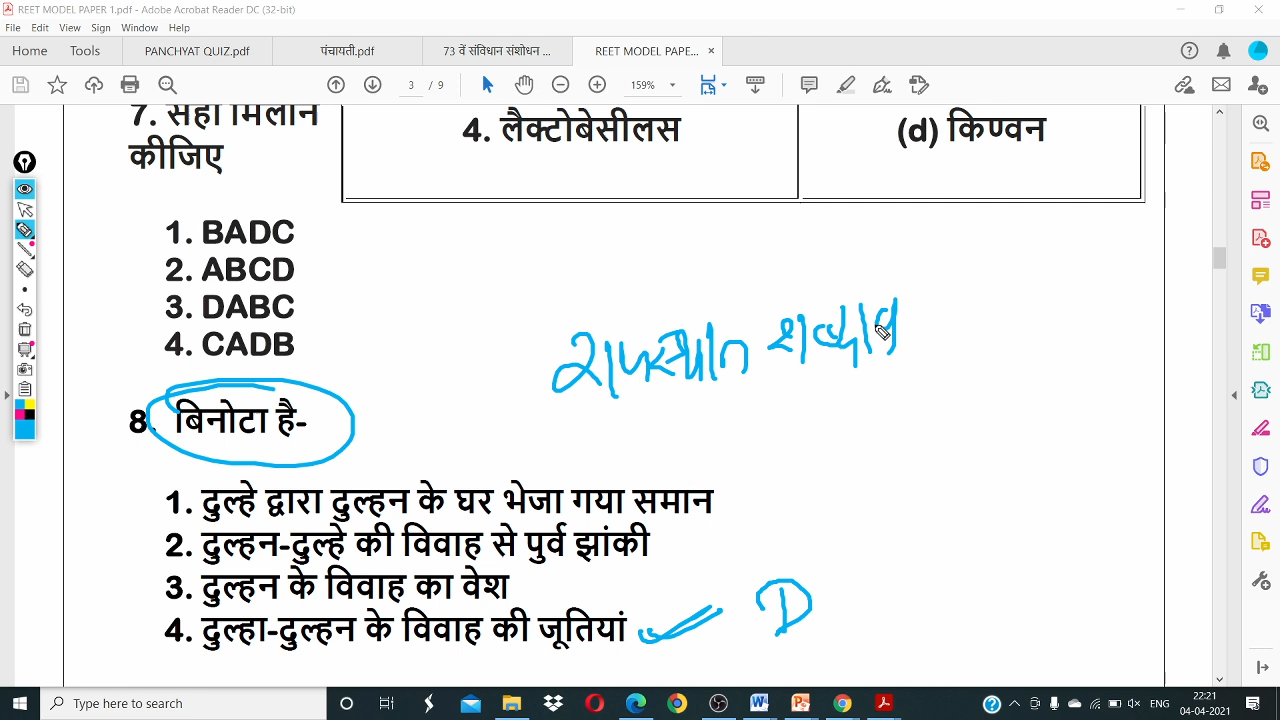 REET MODEL PAPER 1.pdf - Adobe Acrobat Reader DC (32-bit)
File Edit View Sign Window Help
Home Tools PANCHYAT QUIZ.pdf पंचायती.pdf 73 वें संविधान संशोधन ... REET MODEL PAPE... ×
3 / 9 159%
7. सही मिलान
कीजिए
4. लैक्टोबेसीलस (d) किण्वन
1. BADC
2. ABCD
3. DABC
4. CADB
राजस्थान शब्दाव
8. बिनोटा है-
1. दुल्हे द्वारा दुल्हन के घर भेजा गया समान
2. दुल्हन-दुल्हे की विवाह से पुर्व झांकी
3. दुल्हन के विवाह का वेश
4. दुल्हा-दुल्हन के विवाह की जूतियां D
Type here to search
ENG
22:21
04-04-2021